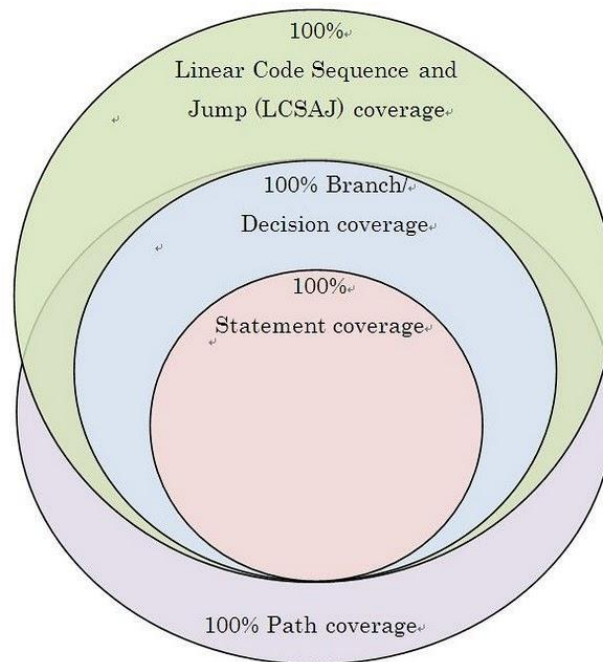 100%
Linear Code Sequence and
Jump (LCSAJ) coverage
100% Branch/
Decision coverage
100%
Statement coverage
100% Path coverage